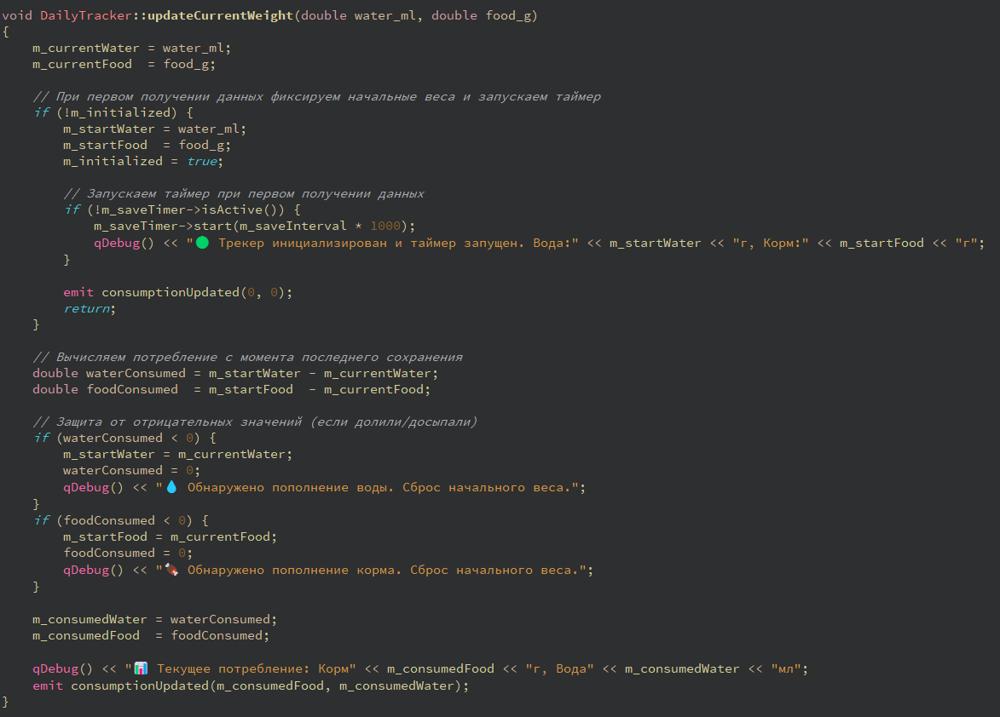 void DailyTracker::updateCurrentWeight(double water_ml, double food_g)
{
    m_currentWater = water_ml;
    m_currentFood  = food_g;

    // При первом получении данных фиксируем начальные веса и запускаем таймер
    if (!m_initialized) {
        m_startWater = water_ml;
        m_startFood  = food_g;
        m_initialized = true;

        // Запускаем таймер при первом получении данных
        if (!m_saveTimer->isActive()) {
            m_saveTimer->start(m_saveInterval * 1000);
            qDebug() << "🟢 Трекер инициализирован и таймер запущен. Вода:" << m_startWater << "г, Корм:" << m_startFood << "г";
        }

        emit consumptionUpdated(0, 0);
        return;
    }

    // Вычисляем потребление с момента последнего сохранения
    double waterConsumed = m_startWater - m_currentWater;
    double foodConsumed  = m_startFood  - m_currentFood;

    // Защита от отрицательных значений (если долили/досыпали)
    if (waterConsumed < 0) {
        m_startWater = m_currentWater;
        waterConsumed = 0;
        qDebug() << "💧 Обнаружено пополнение воды. Сброс начального веса.";
    }
    if (foodConsumed < 0) {
        m_startFood = m_currentFood;
        foodConsumed = 0;
        qDebug() << "🍖 Обнаружено пополнение корма. Сброс начального веса.";
    }

    m_consumedWater = waterConsumed;
    m_consumedFood  = foodConsumed;

    qDebug() << "📊 Текущее потребление: Корм" << m_consumedFood << "г, Вода" << m_consumedWater << "мл";
    emit consumptionUpdated(m_consumedFood, m_consumedWater);
}